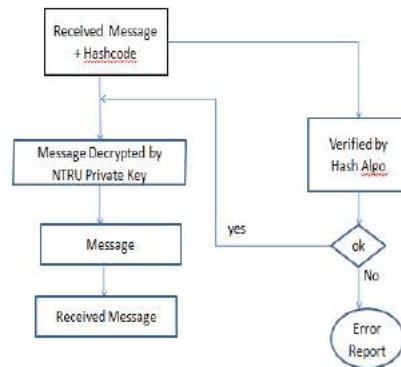 Received Message
+ Hashcode
Message Decrypted by
NTRU Private Key
Verified by
Hash Algo
yes
ok
Message
No
Received Message
Error
Report